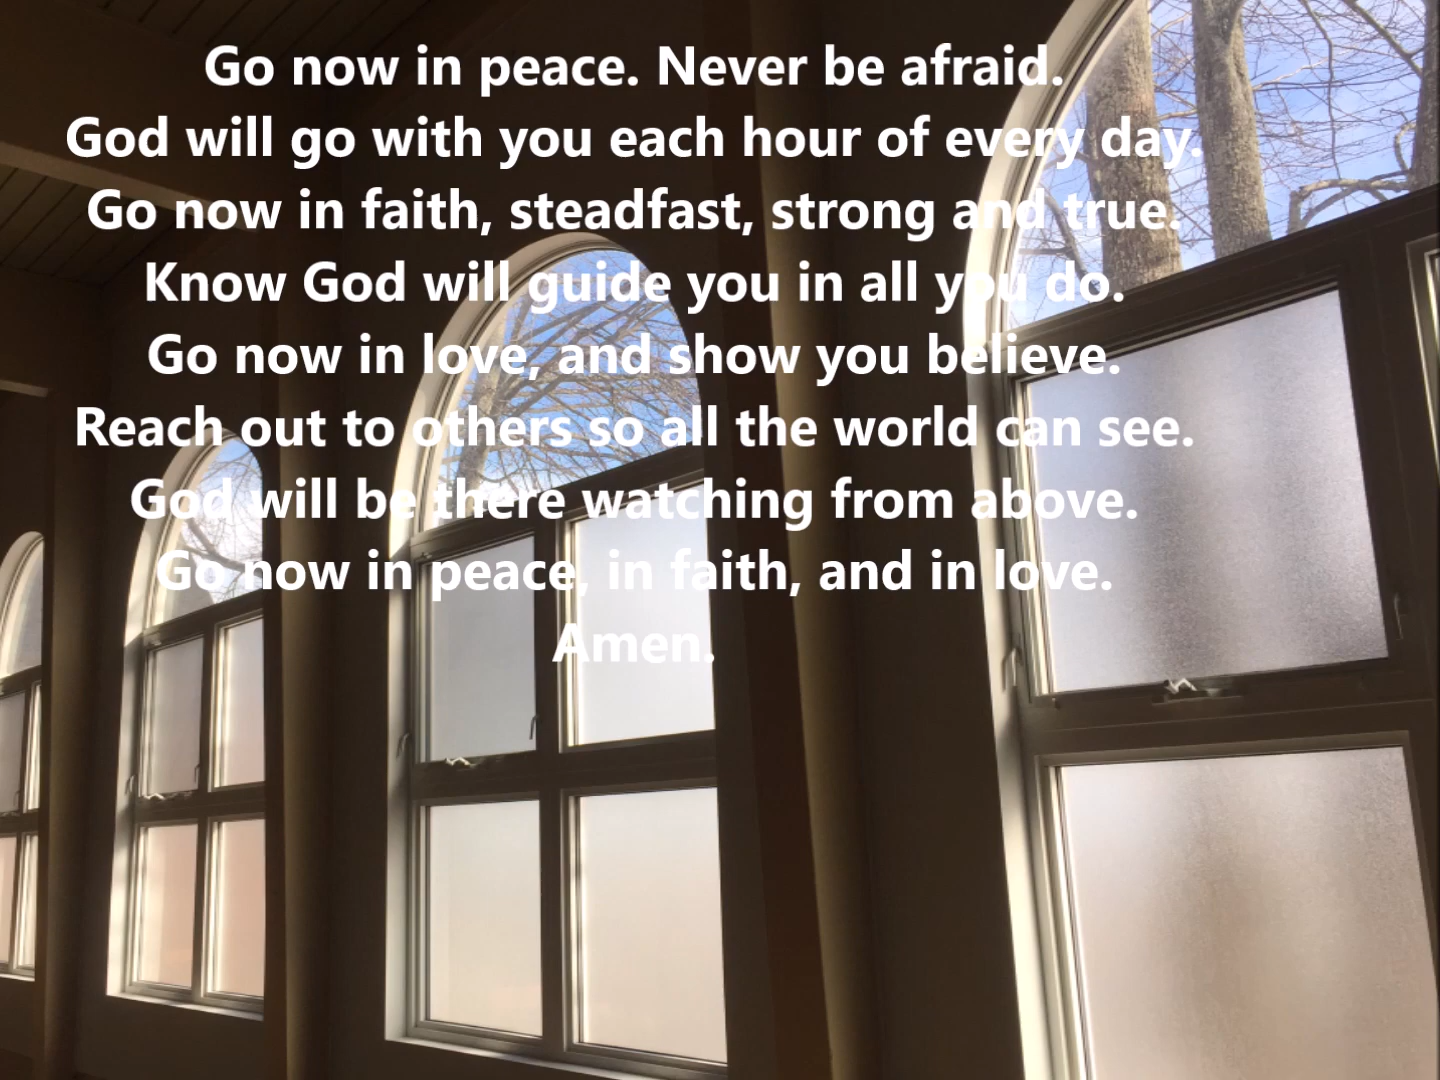 Go now in peace. Never be afraid.
God will go with you each hour of every day.
Go now in faith, steadfast, strong and true.
Know God will guide you in all you do.
Go now in love, and show you believe.
Reach out to others so all the world can see.
God will be there watching from above.
Go now in peace, in faith, and in love.
Amen.